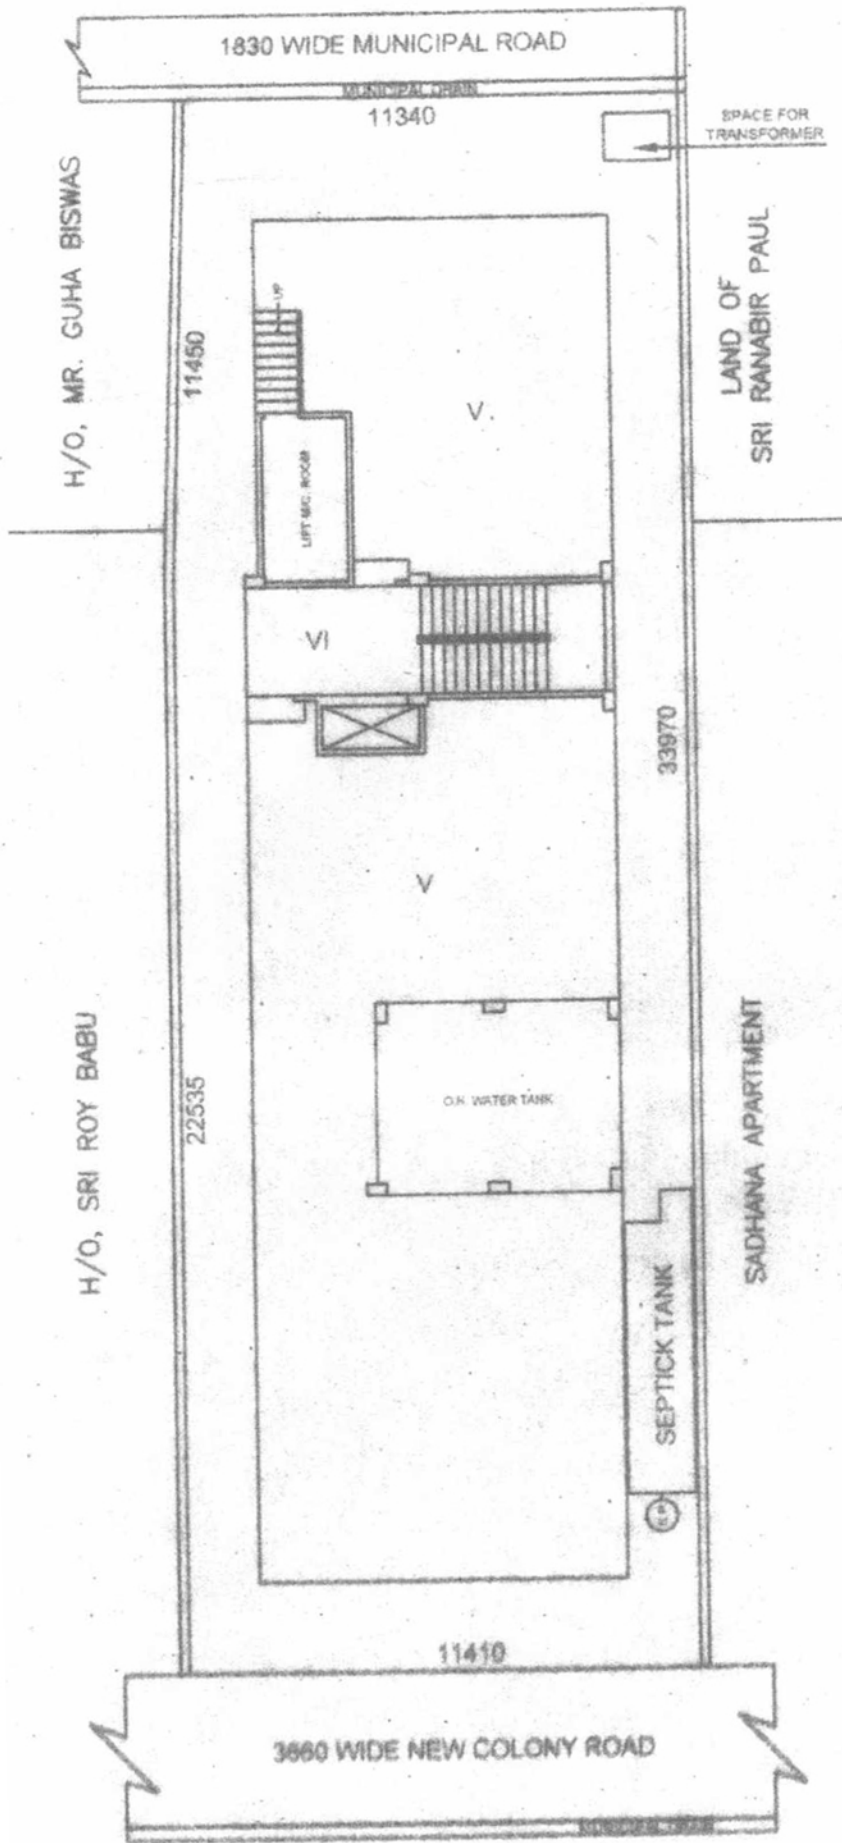 1830 WIDE MUNICIPAL ROAD
MUNICIPAL DRAIN
11340
SPACE FOR
TRANSFORMER
H/O, MR. GUHA BISWAS
11450
LAND OF
SRI RANABIR PAUL
UP
V.
LIFT M/C. ROOM
VI
33970
V
H/O, SRI ROY BABU
22535
O.H. WATER TANK
SADHANA APARTMENT
SEPTICK TANK
11410
3660 WIDE NEW COLONY ROAD
MUNICIPAL DRAIN